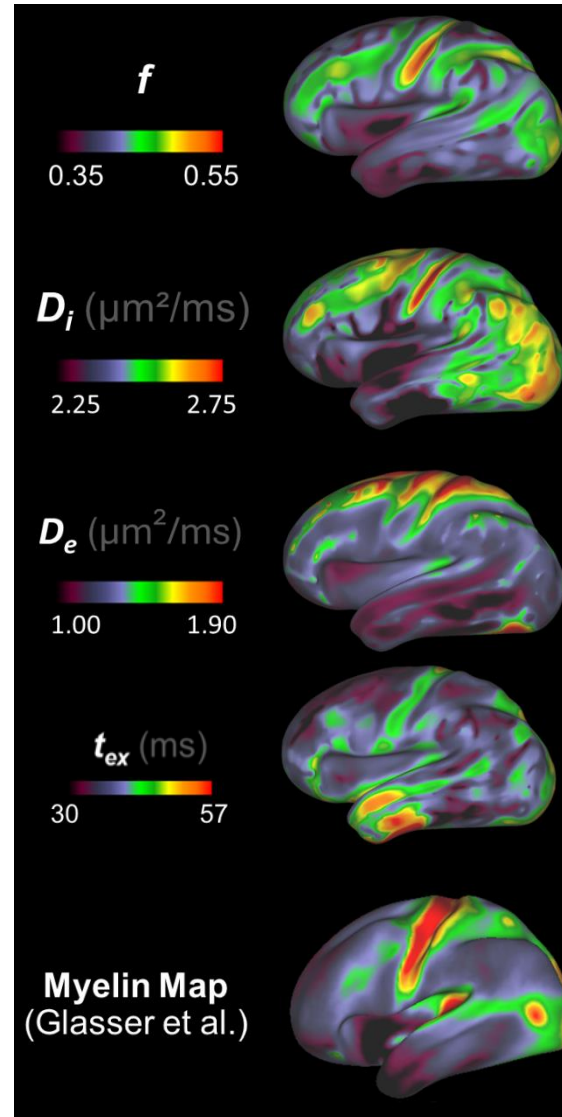 f
0.35 0.55
Dᵢ (µm²/ms)
2.25 2.75
Dₑ (µm²/ms)
1.00 1.90
tₑₓ (ms)
30 57
Myelin Map
(Glasser et al.)